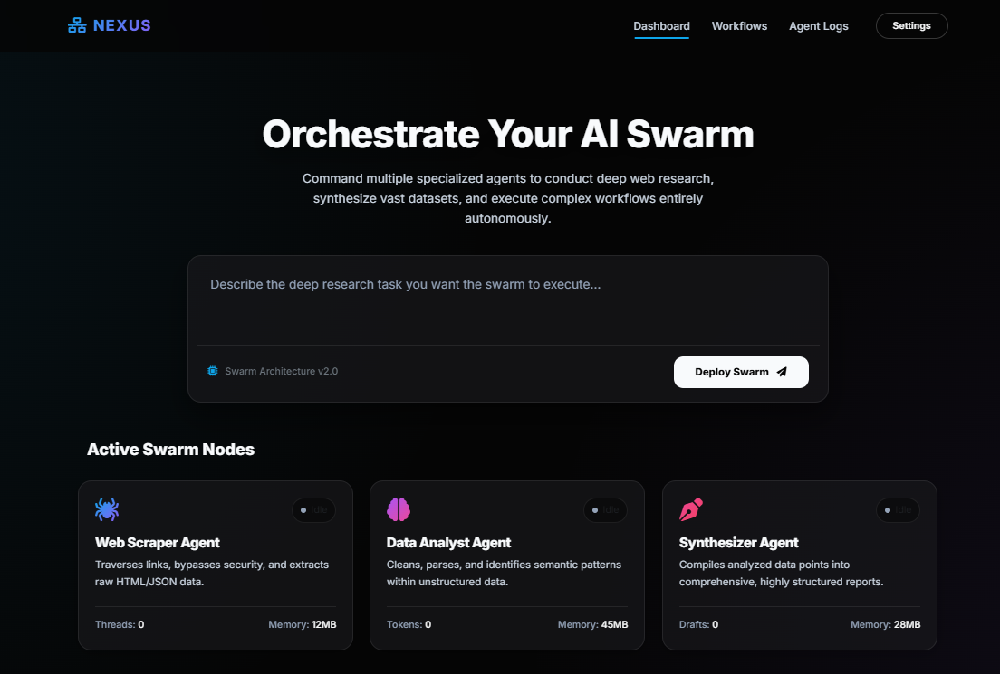 NEXUS
Dashboard
Workflows
Agent Logs
Settings
Orchestrate Your AI Swarm
Command multiple specialized agents to conduct deep web research,
synthesize vast datasets, and execute complex workflows entirely
autonomously.
Describe the deep research task you want the swarm to execute...
Swarm Architecture v2.0
Deploy Swarm
Active Swarm Nodes
Idle
Web Scraper Agent
Traverses links, bypasses security, and extracts
raw HTML/JSON data.
Threads: 0
Memory: 12MB
Idle
Data Analyst Agent
Cleans, parses, and identifies semantic patterns
within unstructured data.
Tokens: 0
Memory: 45MB
Idle
Synthesizer Agent
Compiles analyzed data points into
comprehensive, highly structured reports.
Drafts: 0
Memory: 28MB